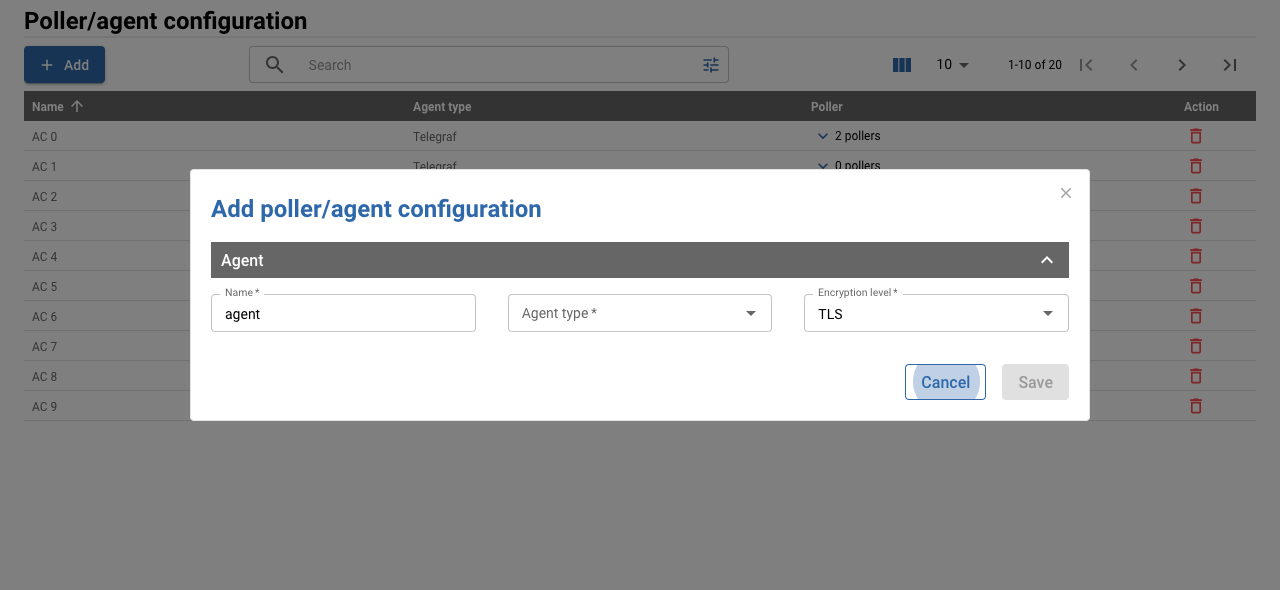 Poller/agent configuration
Add
Search
10
1-10 of 20
Name Agent type Poller Action
AC 0 Telegraf 2 pollers
AC 1 Telegraf 0 pollers
AC 2
AC 3
AC 4
AC 5
AC 6
AC 7
AC 8
AC 9
Add poller/agent configuration
Agent
Name *
agent
Agent type *
Encryption level *
TLS
Cancel Save